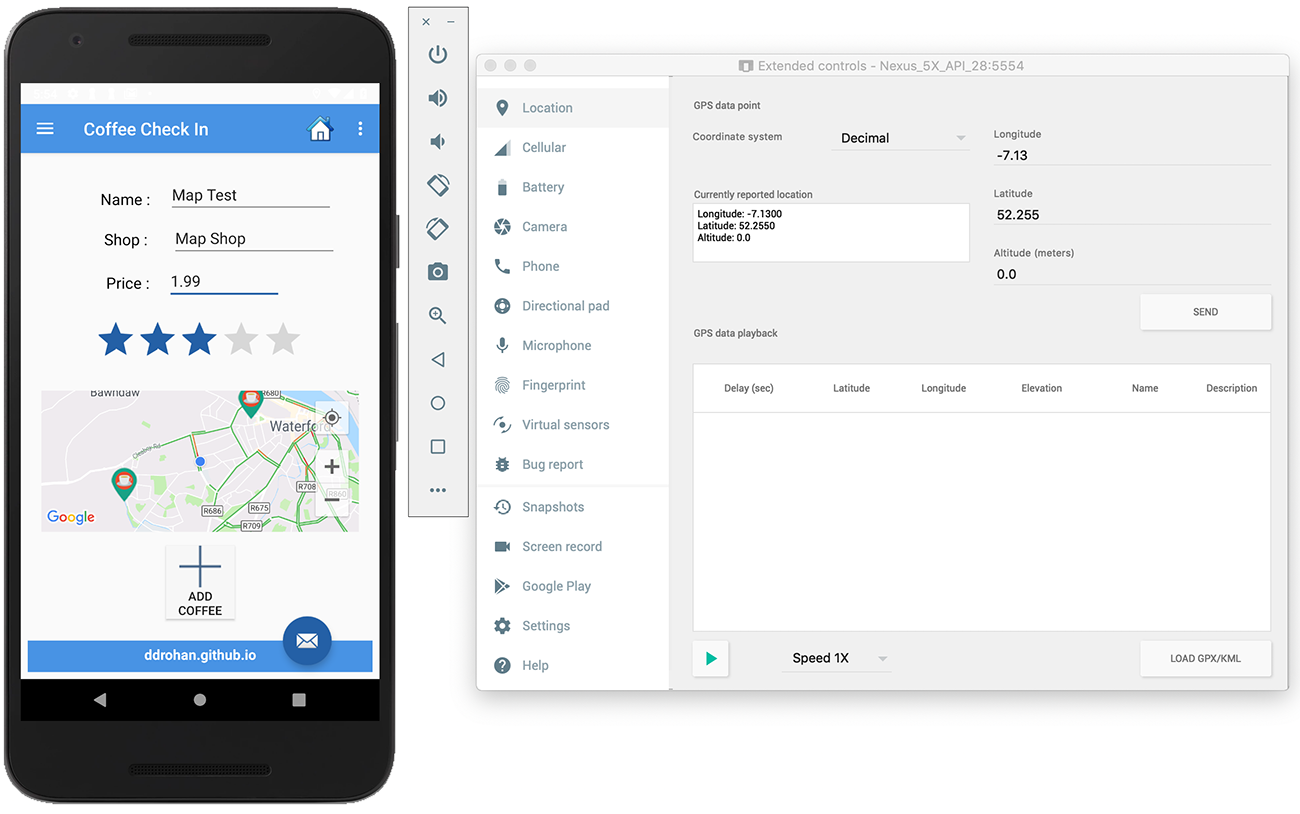 Coffee Check In
Name :
Map Test
Shop :
Map Shop
Price :
1.99
Bawndaw
R680
Waterford
Cleaboy Rd
R708
R860
R686
R675
R709
Google
ADD
COFFEE
ddrohan.github.io
Extended controls - Nexus_5X_API_28:5554
Location
Cellular
Battery
Camera
Phone
Directional pad
Microphone
Fingerprint
Virtual sensors
Bug report
Snapshots
Screen record
Google Play
Settings
Help
GPS data point
Coordinate system
Decimal
Longitude
-7.13
Currently reported location
Longitude: -7.1300
Latitude: 52.2550
Altitude: 0.0
Latitude
52.255
Altitude (meters)
0.0
SEND
GPS data playback
Delay (sec) Latitude Longitude Elevation Name Description
Speed 1X
LOAD GPX/KML